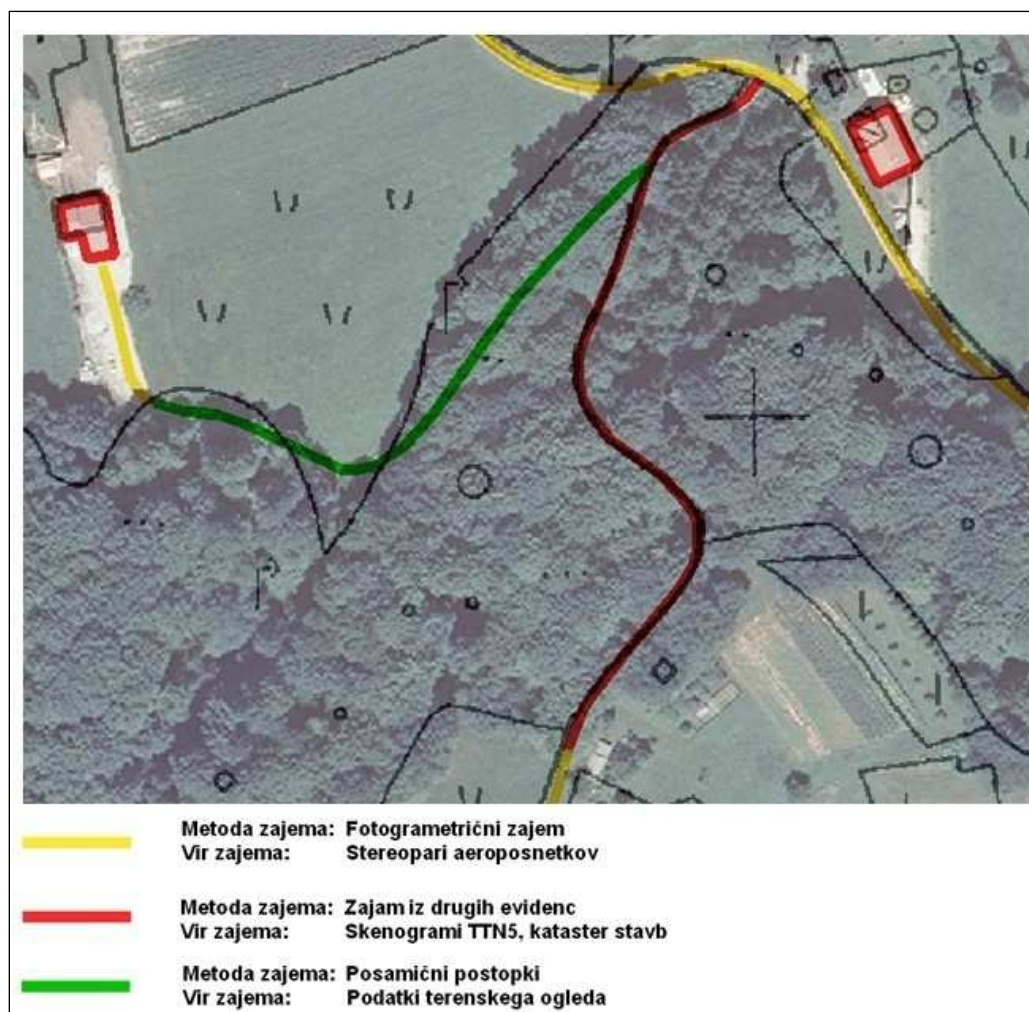 Metoda zajema: Fotogrametrični zajem
Vir zajema: Stereopari aeroposnetkov
Metoda zajema: Zajam iz drugih evidenc
Vir zajema: Skenogrami TTN5, kataster stavb
Metoda zajema: Posamični postopki
Vir zajema: Podatki terenskega ogleda